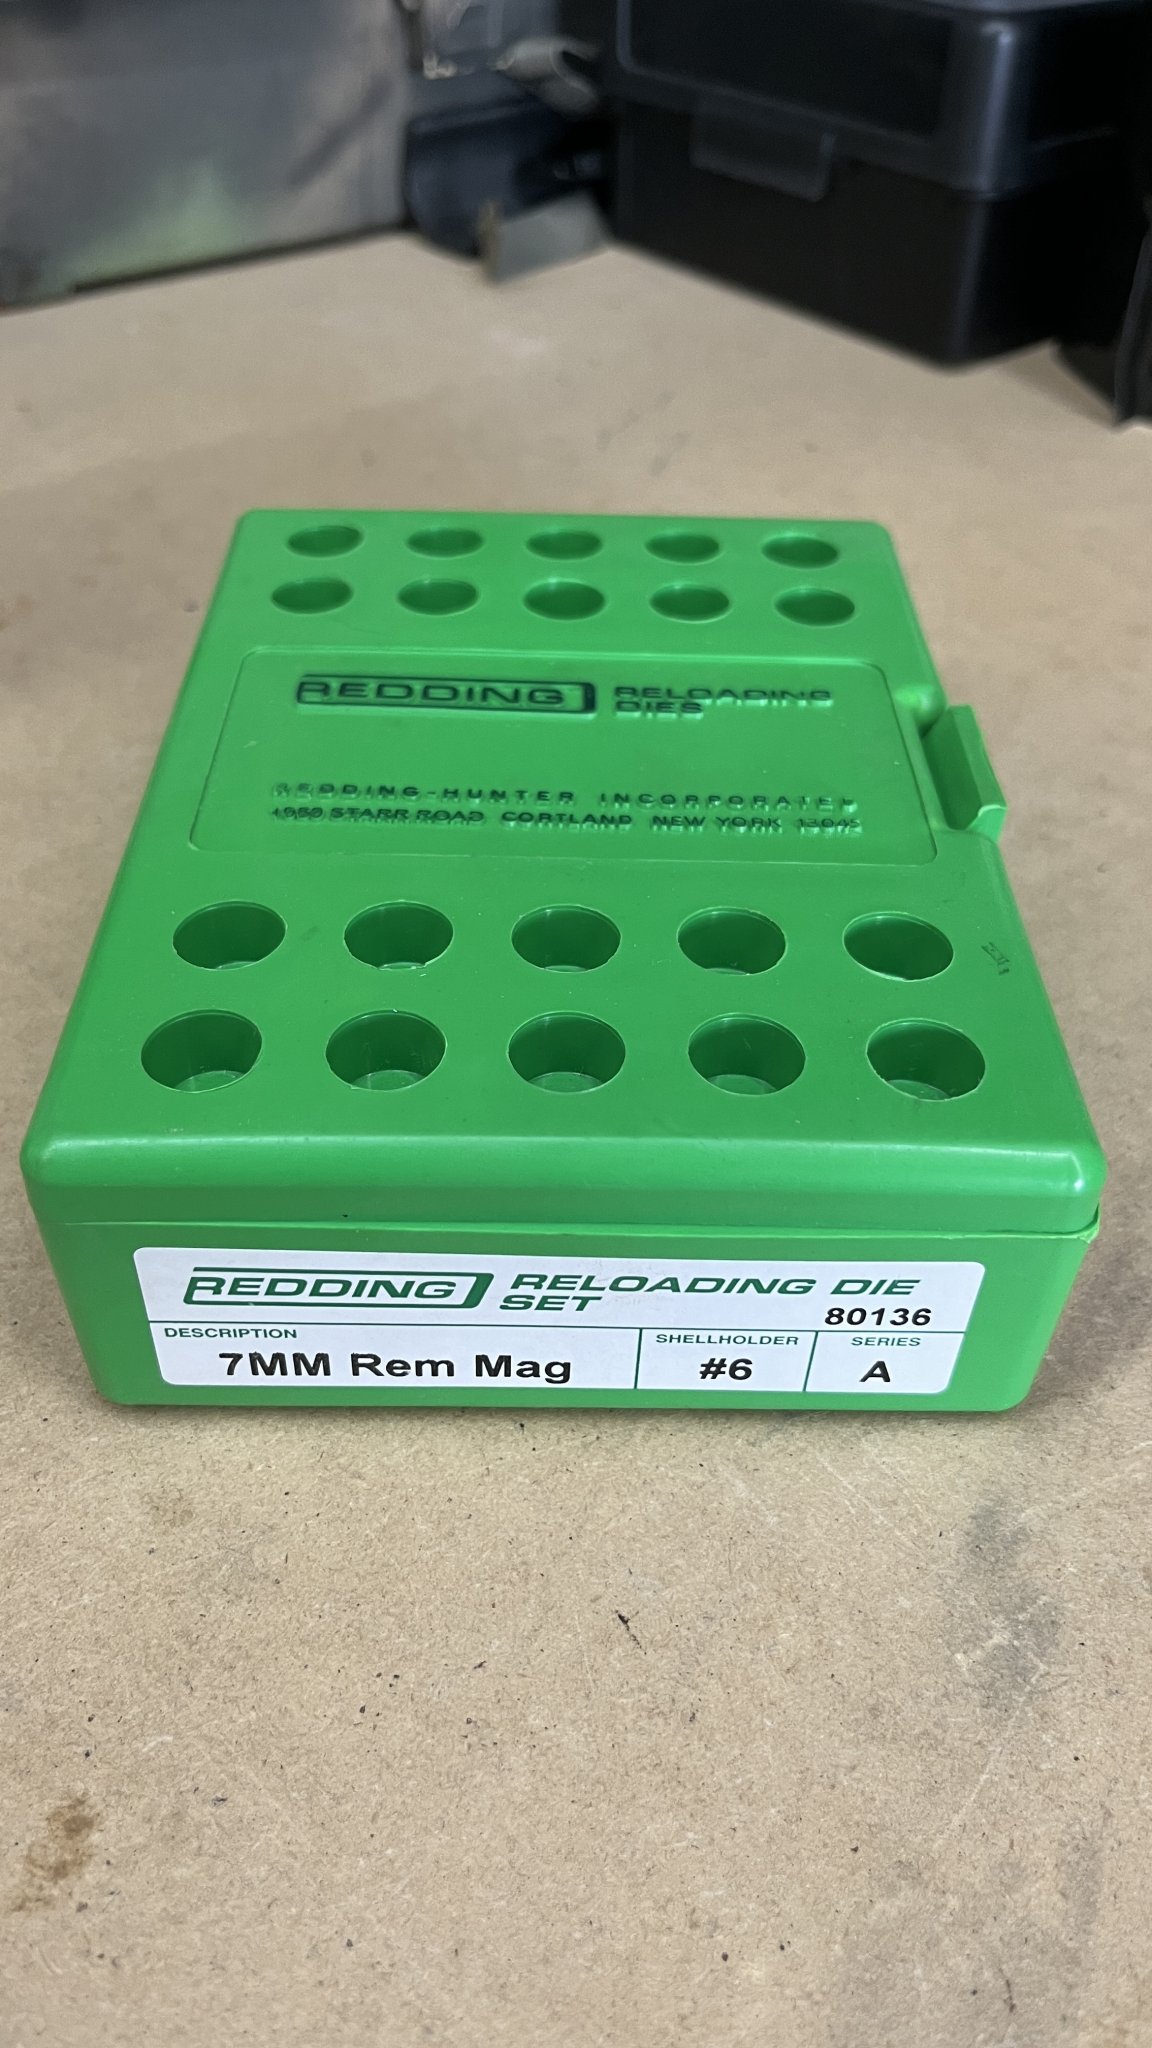 REDDING RELOADING
DIES
REDDING-HUNTER INCORPORATED
STARR ROAD CORTLAND NEW YORK 13045
REDDING RELOADING DIE
SET
80136
DESCRIPTION SHELLHOLDER SERIES
7MM Rem Mag #6 A